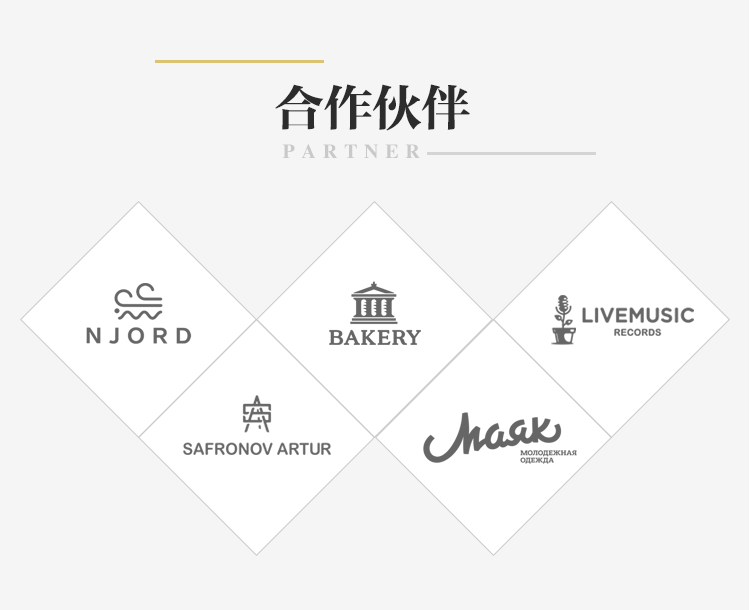 合作伙伴
PARTNER
NJORD
BAKERY
LIVEMUSIC
RECORDS
SAFRONOV ARTUR
Маяк
МОЛОДЕЖНАЯ
ОДЕЖДА